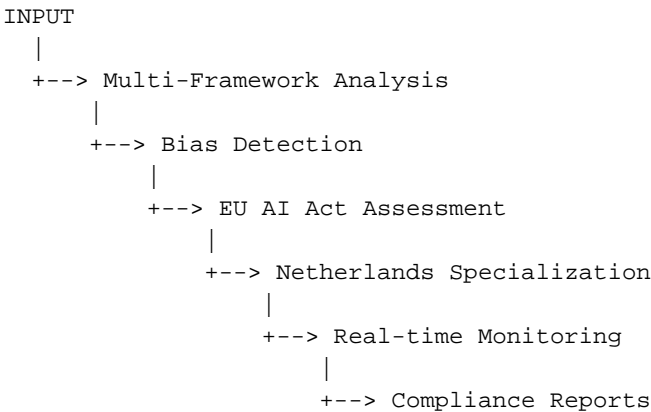 INPUT
|
+--> Multi-Framework Analysis
|
+--> Bias Detection
|
+--> EU AI Act Assessment
|
+--> Netherlands Specialization
|
+--> Real-time Monitoring
|
+--> Compliance Reports